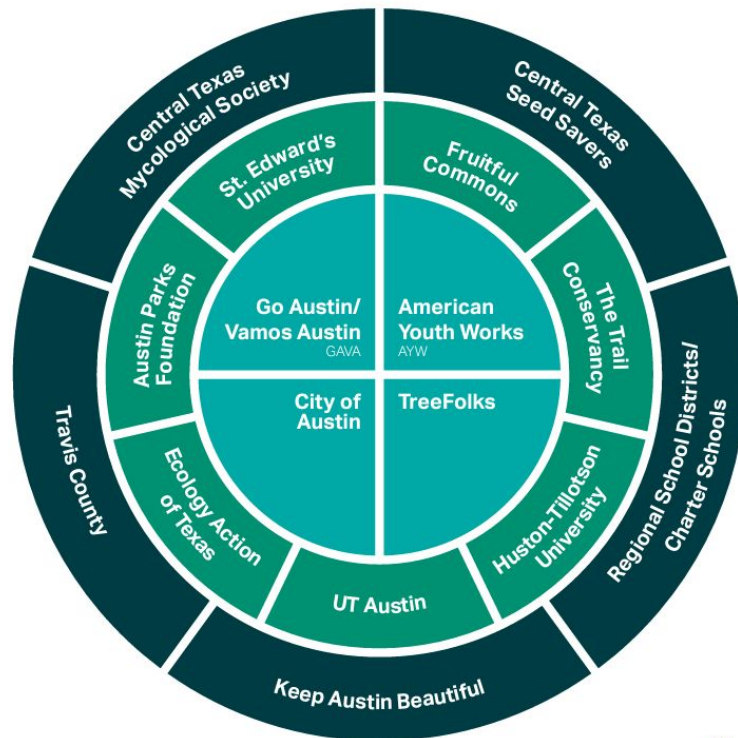 Central Texas
Mycological Society
Central Texas
Seed Savers
St. Edward's
University
Fruitful
Commons
Austin Parks
Foundation
The Trail
Conservancy
Go Austin/
Vamos Austin
GAVA
American
Youth Works
AYW
City of
Austin
TreeFolks
Travis County
Regional School Districts/
Charter Schools
Ecology Action
of Texas
Huston-Tillotson
University
UT Austin
Keep Austin Beautiful